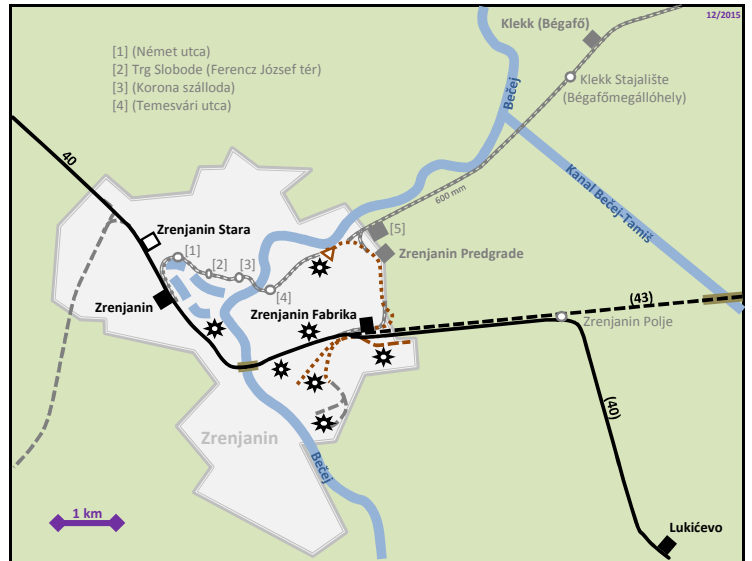 12/2015
Klekk (Bégafő)
[1] (Német utca)
[2] Trg Slobode (Ferencz József tér)
[3] (Korona szálloda)
[4] (Temesvári utca)
Klekk Stajalište
(Bégafőmegállóhely)
Bečej
40
Kanal Bečej-Tamiš
600 mm
Zrenjanin Stara
[5]
[1]
[2]
[3]
Zrenjanin Predgrade
[4]
Zrenjanin
Zrenjanin Fabrika
(43)
Zrenjanin Polje
(40)
Zrenjanin
Bečej
1 km
Lukićevo